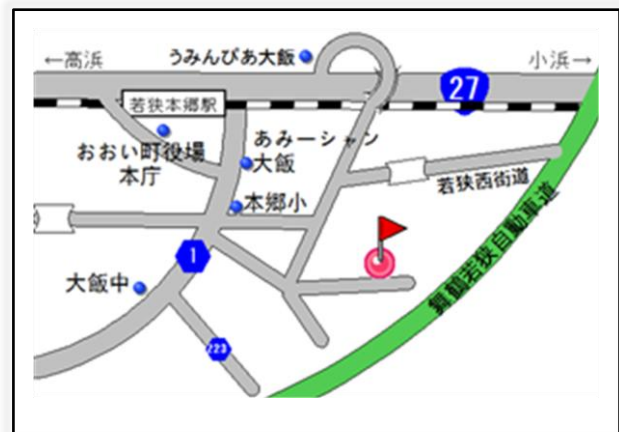 ←高浜
うみんぴあ大飯
小浜→
27
若狭本郷駅
おおい町役場
本庁
あみーシャン
大飯
若狭西街道
本郷小
舞鶴若狭自動車道
1
大飯中
223